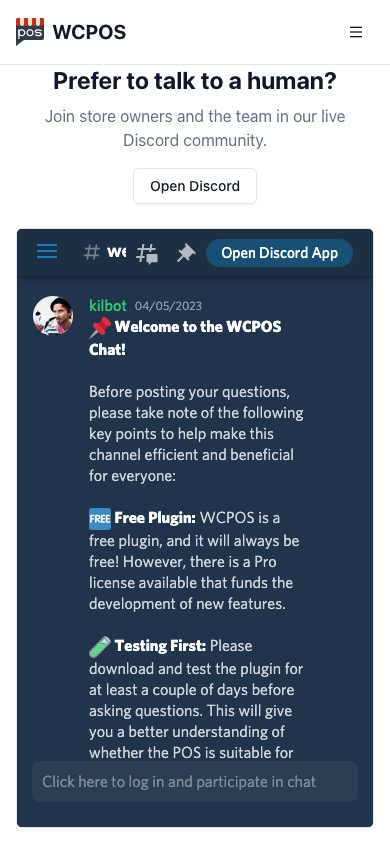 pos WCPOS
Prefer to talk to a human?
Join store owners and the team in our live
Discord community.
Open Discord
# we Open Discord App
kilbot 04/05/2023
📌 Welcome to the WCPOS
Chat!
Before posting your questions,
please take note of the following
key points to help make this
channel efficient and beneficial
for everyone:
🆓 Free Plugin: WCPOS is a
free plugin, and it will always be
free! However, there is a Pro
license available that funds the
development of new features.
🧪 Testing First: Please
download and test the plugin for
at least a couple of days before
asking questions. This will give
you a better understanding of
whether the POS is suitable for
Click here to log in and participate in chat